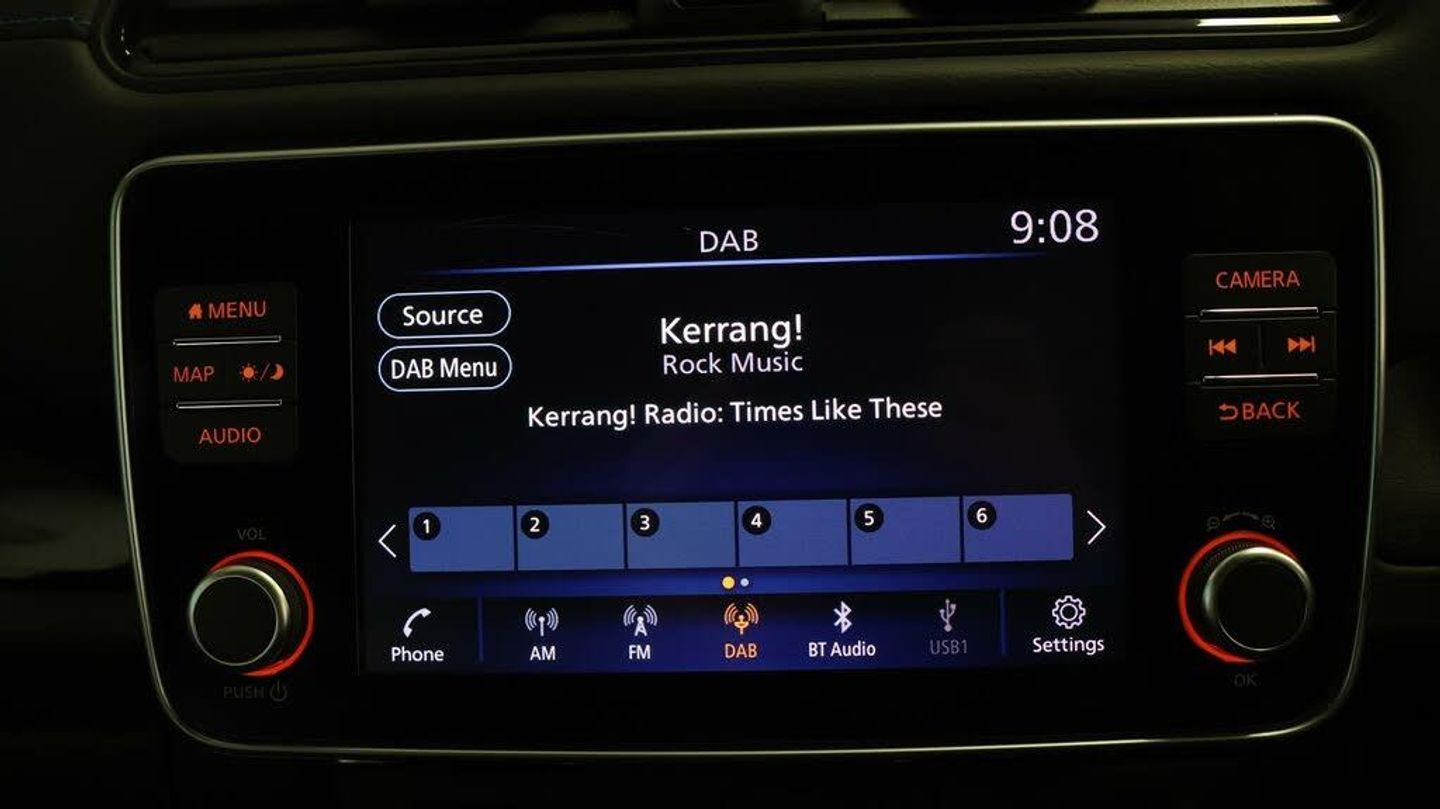 DAB
9:08
Source
DAB Menu
Kerrang!
Rock Music
Kerrang! Radio: Times Like These
1 2 3 4 5 6
Phone AM FM DAB BT Audio USB1 Settings
MENU
MAP
AUDIO
VOL
PUSH
CAMERA
BACK
OK